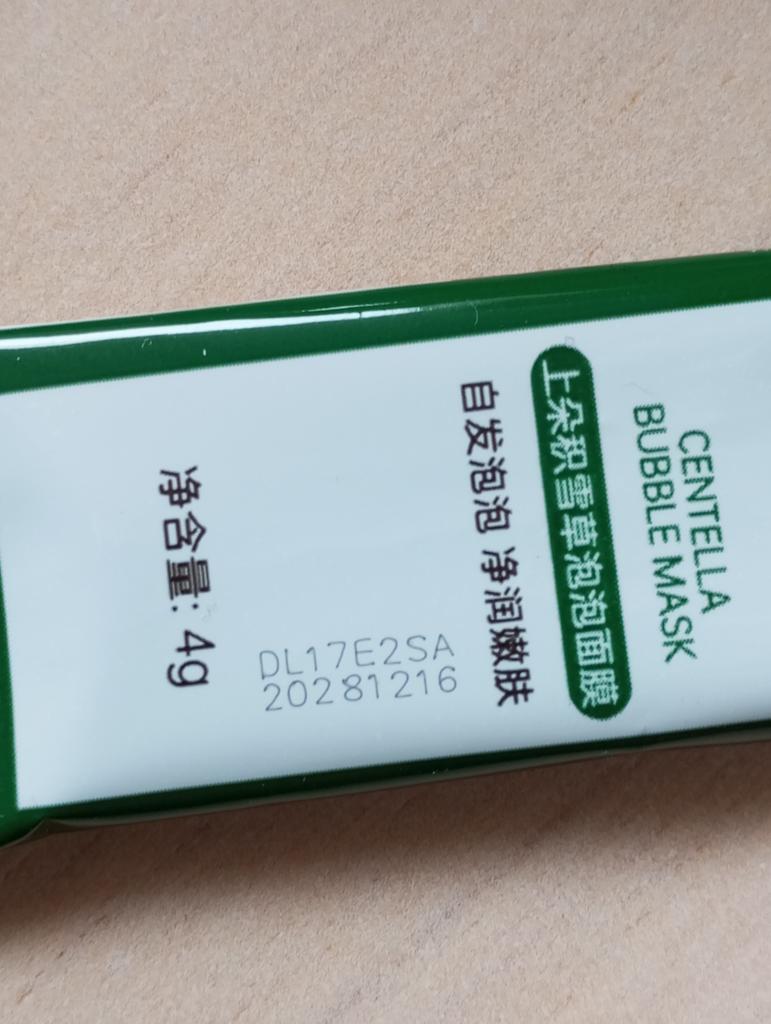 CENTELLA
BUBBLE MASK
上朵积雪草泡泡面膜
自发泡泡 净润嫩肤
DL17E2SA
20281216
净含量: 4g